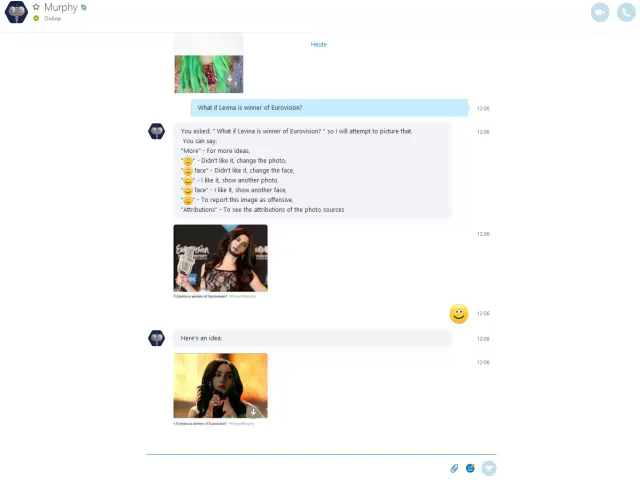 Murphy
Online
Heute
What if Levina is winner of Eurovision?
12:06
You asked: " What if Levina is winner of Eurovision? " so I will attempt to picture that.
12:06
You can say:
"More" - For more ideas,
"" - Didn't like it, change the photo,
" face" - Didn't like it, change the face,
"" - I like it, show another photo,
" face" - I like it, show another face,
"" - To report this image as offensive,
"Attributions" - To see the attributions of the photo sources
12:06
12:06
Here's an idea:
12:06
12:06